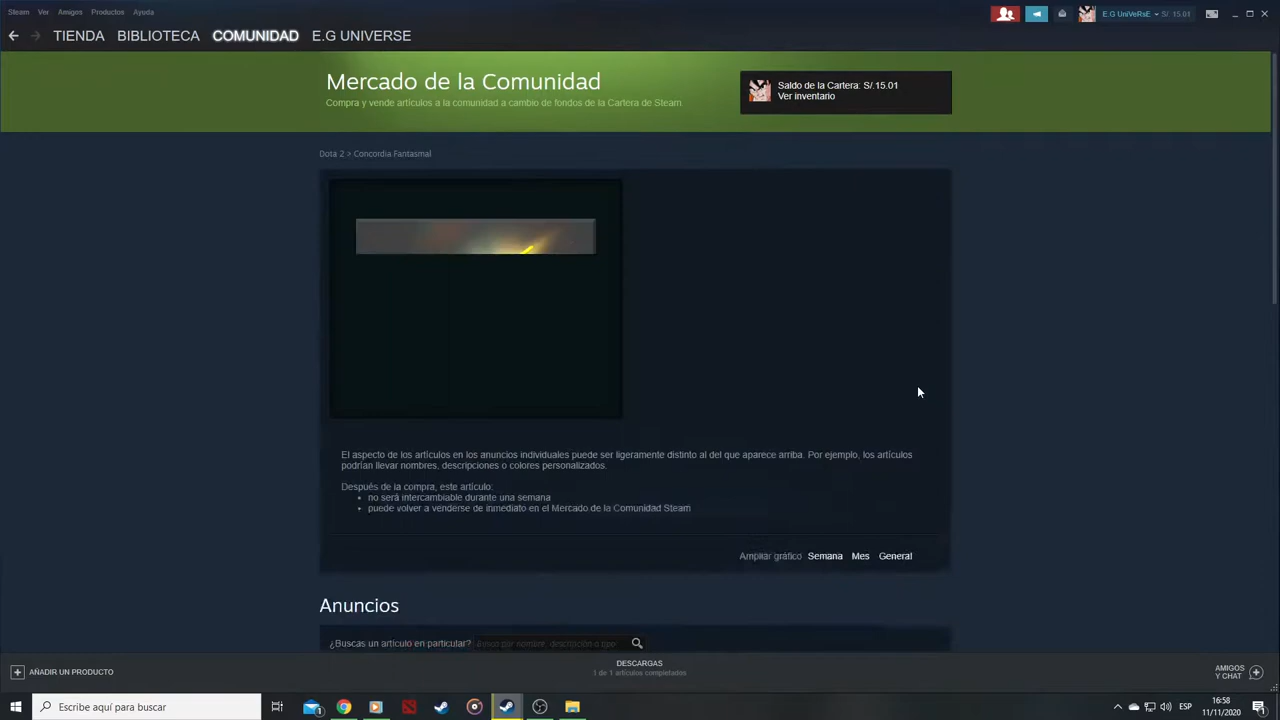 Steam Ver Amigos Productos Ayuda
E.G UniVeRsE S/ 15.01
TIENDA BIBLIOTECA COMUNIDAD E.G UNIVERSE
Mercado de la Comunidad
Compra y vende artículos a la comunidad a cambio de fondos de la Cartera de Steam
Saldo de la Cartera: S/.15.01
Ver inventario
Dota 2 > Concordia Fantasmal
El aspecto de los artículos en los anuncios individuales puede ser ligeramente distinto al del que aparece arriba. Por ejemplo, los artículos
podrían llevar nombres, descripciones o colores personalizados.
Después de la compra, este artículo:
• no será intercambiable durante una semana
• puede volver a venderse de inmediato en el Mercado de la Comunidad Steam
Ampliar gráfico Semana Mes General
Anuncios
¿Buscas un artículo en particular? Busca por nombre, descripción o tipo
AÑADIR UN PRODUCTO
DESCARGAS
1 de 1 artículos completados
AMIGOS
Y CHAT
Escribe aquí para buscar
ESP
16:58
11/11/2020